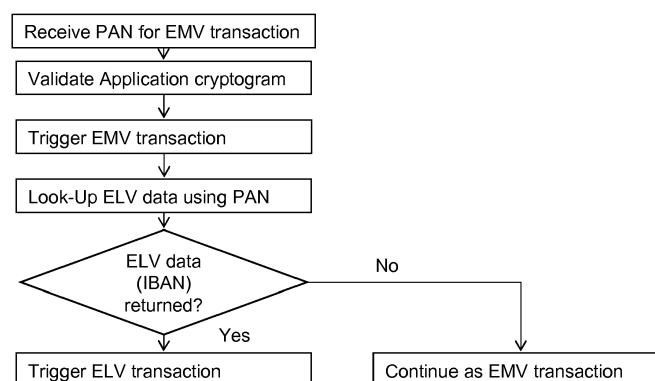 Receive PAN for EMV transaction
Validate Application cryptogram
Trigger EMV transaction
Look-Up ELV data using PAN
ELV data
(IBAN)
returned?
No
Yes
Trigger ELV transaction
Continue as EMV transaction